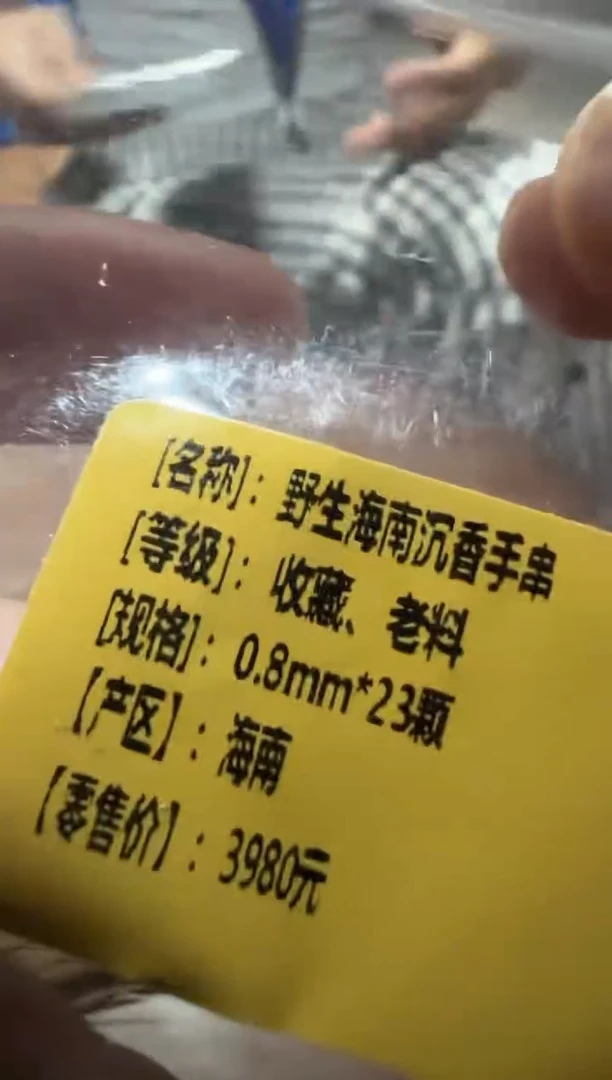 [名称]：野生海南沉香手串
[等级]：收藏、老料
[规格]：0.8mm*23颗
【产区】：海南
【零售价】：3980元